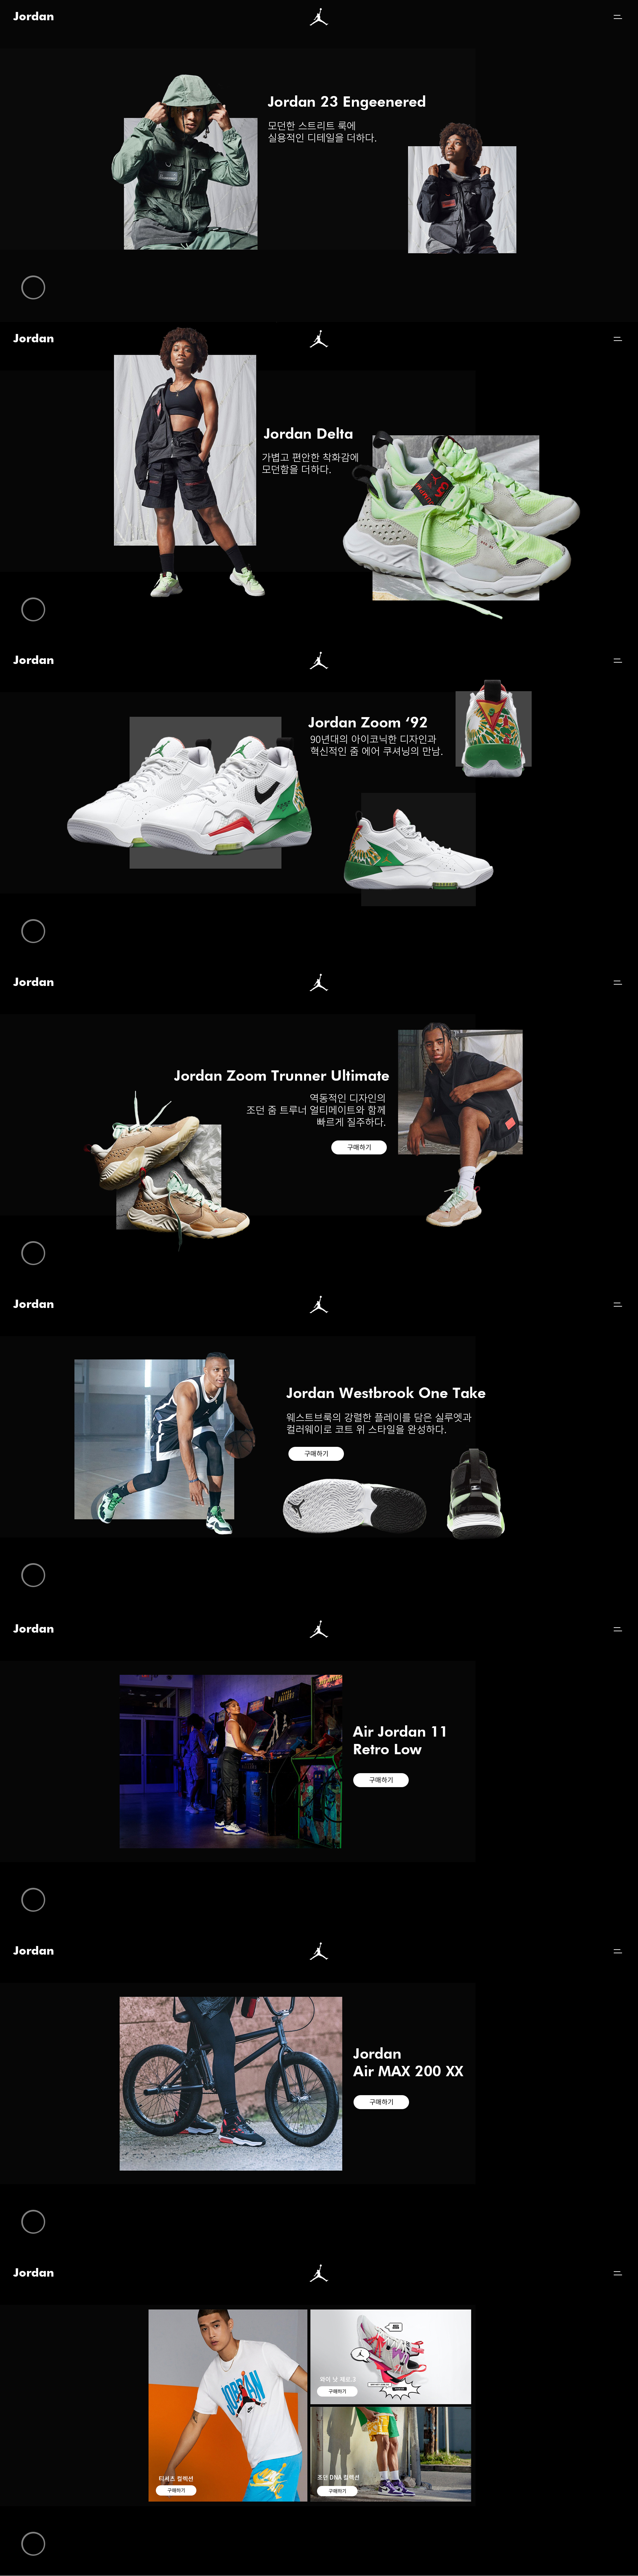 Jordan
Jordan 23 Engeenered
모던한 스트리트 룩에
실용적인 디테일을 더하다.
Jordan
Jordan Delta
가볍고 편안한 착화감에
모던함을 더하다.
Jordan
Jordan Zoom ‘92
90년대의 아이코닉한 디자인과
혁신적인 줌 에어 쿠셔닝의 만남.
Jordan
Jordan Zoom Trunner Ultimate
역동적인 디자인의
조던 줌 트루너 얼티메이트와 함께
빠르게 질주하다.
구매하기
Jordan
Jordan Westbrook One Take
웨스트브룩의 강렬한 플레이를 담은 실루엣과
컬러웨이로 코트 위 스타일을 완성하다.
구매하기
Jordan
Air Jordan 11
Retro Low
구매하기
Jordan
Jordan
Air MAX 200 XX
구매하기
Jordan
JORDAN
티셔츠 컬렉션
구매하기
와이 낫 제로.3
구매하기
조던 DNA 컬렉션
구매하기